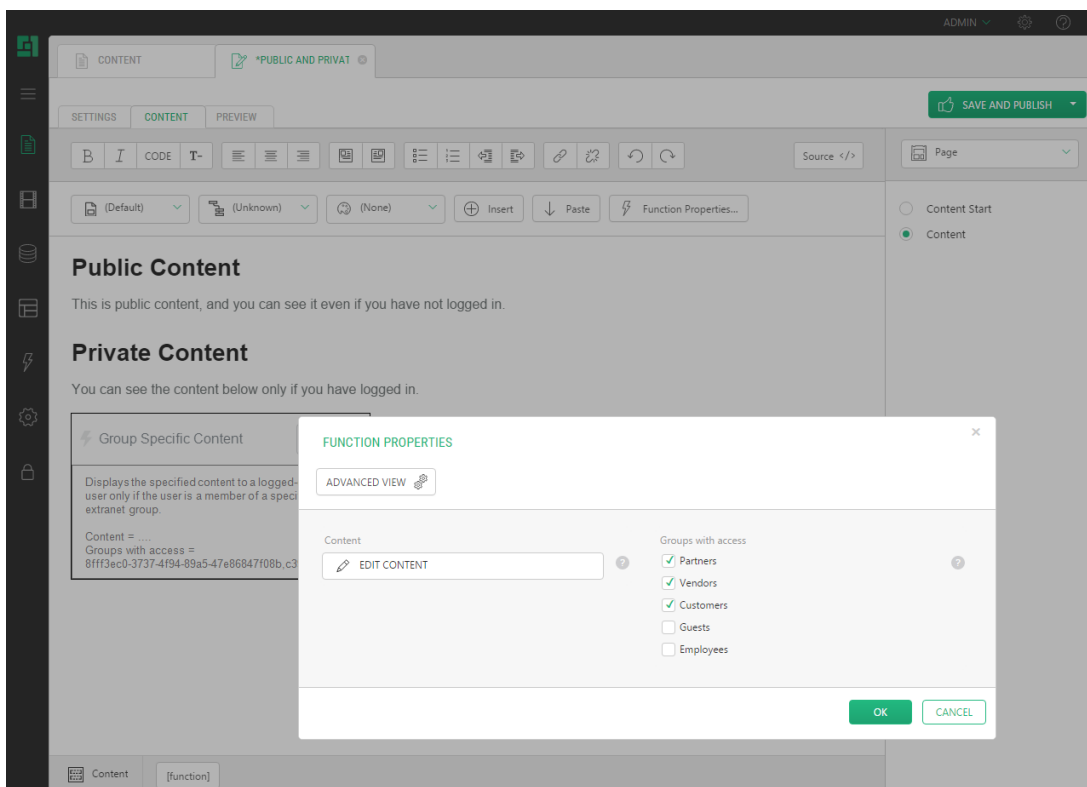 ADMIN
CONTENT
*PUBLIC AND PRIVAT
SAVE AND PUBLISH
SETTINGS
CONTENT
PREVIEW
B I CODE T-
Source </>
Page
(Default)
(Unknown)
(None)
Insert
Paste
Function Properties...
Content Start
Content
Public Content
This is public content, and you can see it even if you have not logged in.
Private Content
You can see the content below only if you have logged in.
Group Specific Content
Displays the specified content to a logged-
user only if the user is a member of a speci
extranet group.
Content = ....
Groups with access =
8fff3ec0-3737-4f94-89a5-47e86847f08b,c3
FUNCTION PROPERTIES
ADVANCED VIEW
Content
EDIT CONTENT
Groups with access
Partners
Vendors
Customers
Guests
Employees
OK
CANCEL
Content
[function]